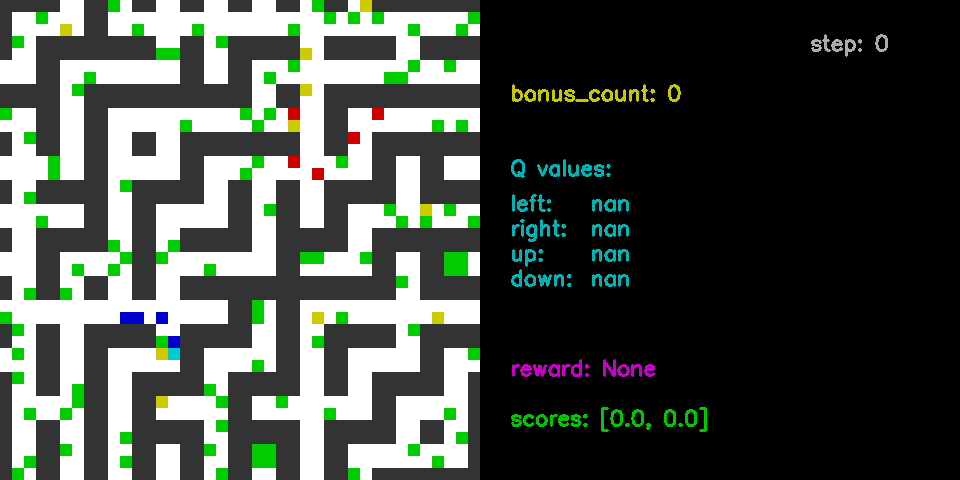 step: 0
bonus_count: 0
Q values:
left: nan
right: nan
up: nan
down: nan
reward: None
scores: [0.0, 0.0]